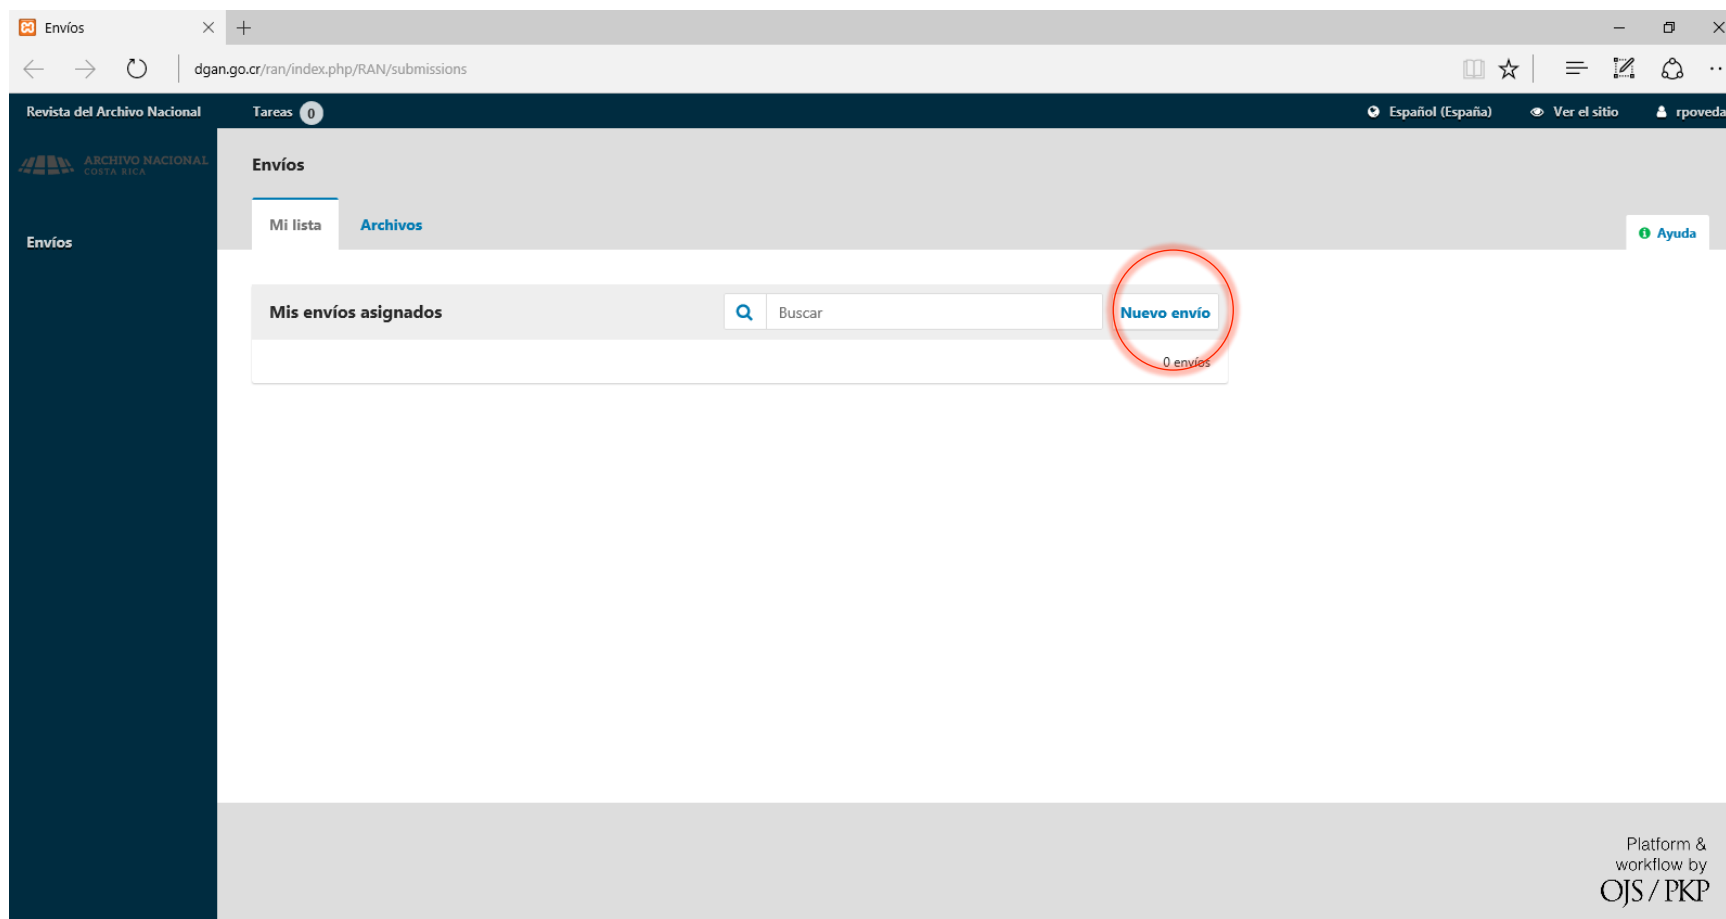 Envíos
dgan.go.cr/ran/index.php/RAN/submissions
Revista del Archivo Nacional
Tareas 0
Español (España)
Ver el sitio
rpoveda
ARCHIVO NACIONAL
COSTA RICA
Envíos
Envíos
Mi lista
Archivos
Ayuda
Mis envíos asignados
Buscar
Nuevo envío
0 envíos
Platform &
workflow by
OJS / PKP